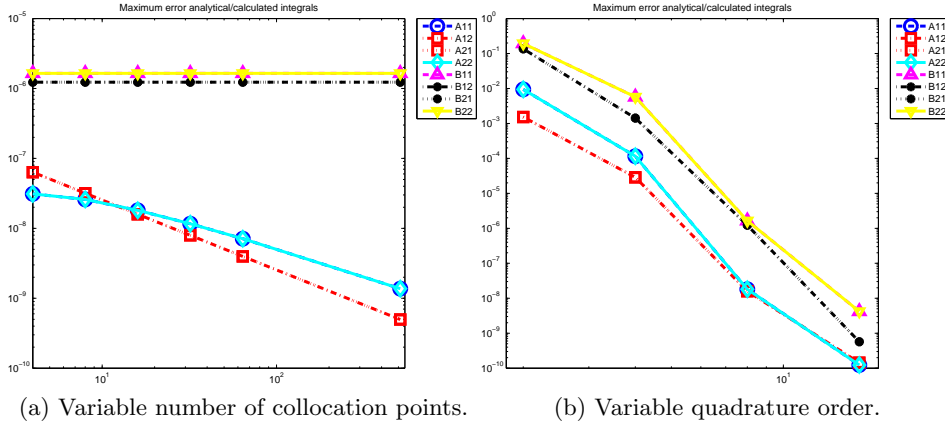 Maximum error analytical/calculated integrals
10^-5
10^-6
10^-7
10^-8
10^-9
10^-10
10^1
10^2
A11
A12
A21
A22
B11
B12
B21
B22
(a) Variable number of collocation points.
Maximum error analytical/calculated integrals
10^0
10^-1
10^-2
10^-3
10^-4
10^-5
10^-6
10^-7
10^-8
10^-9
10^-10
10^1
A11
A12
A21
A22
B11
B12
B21
B22
(b) Variable quadrature order.